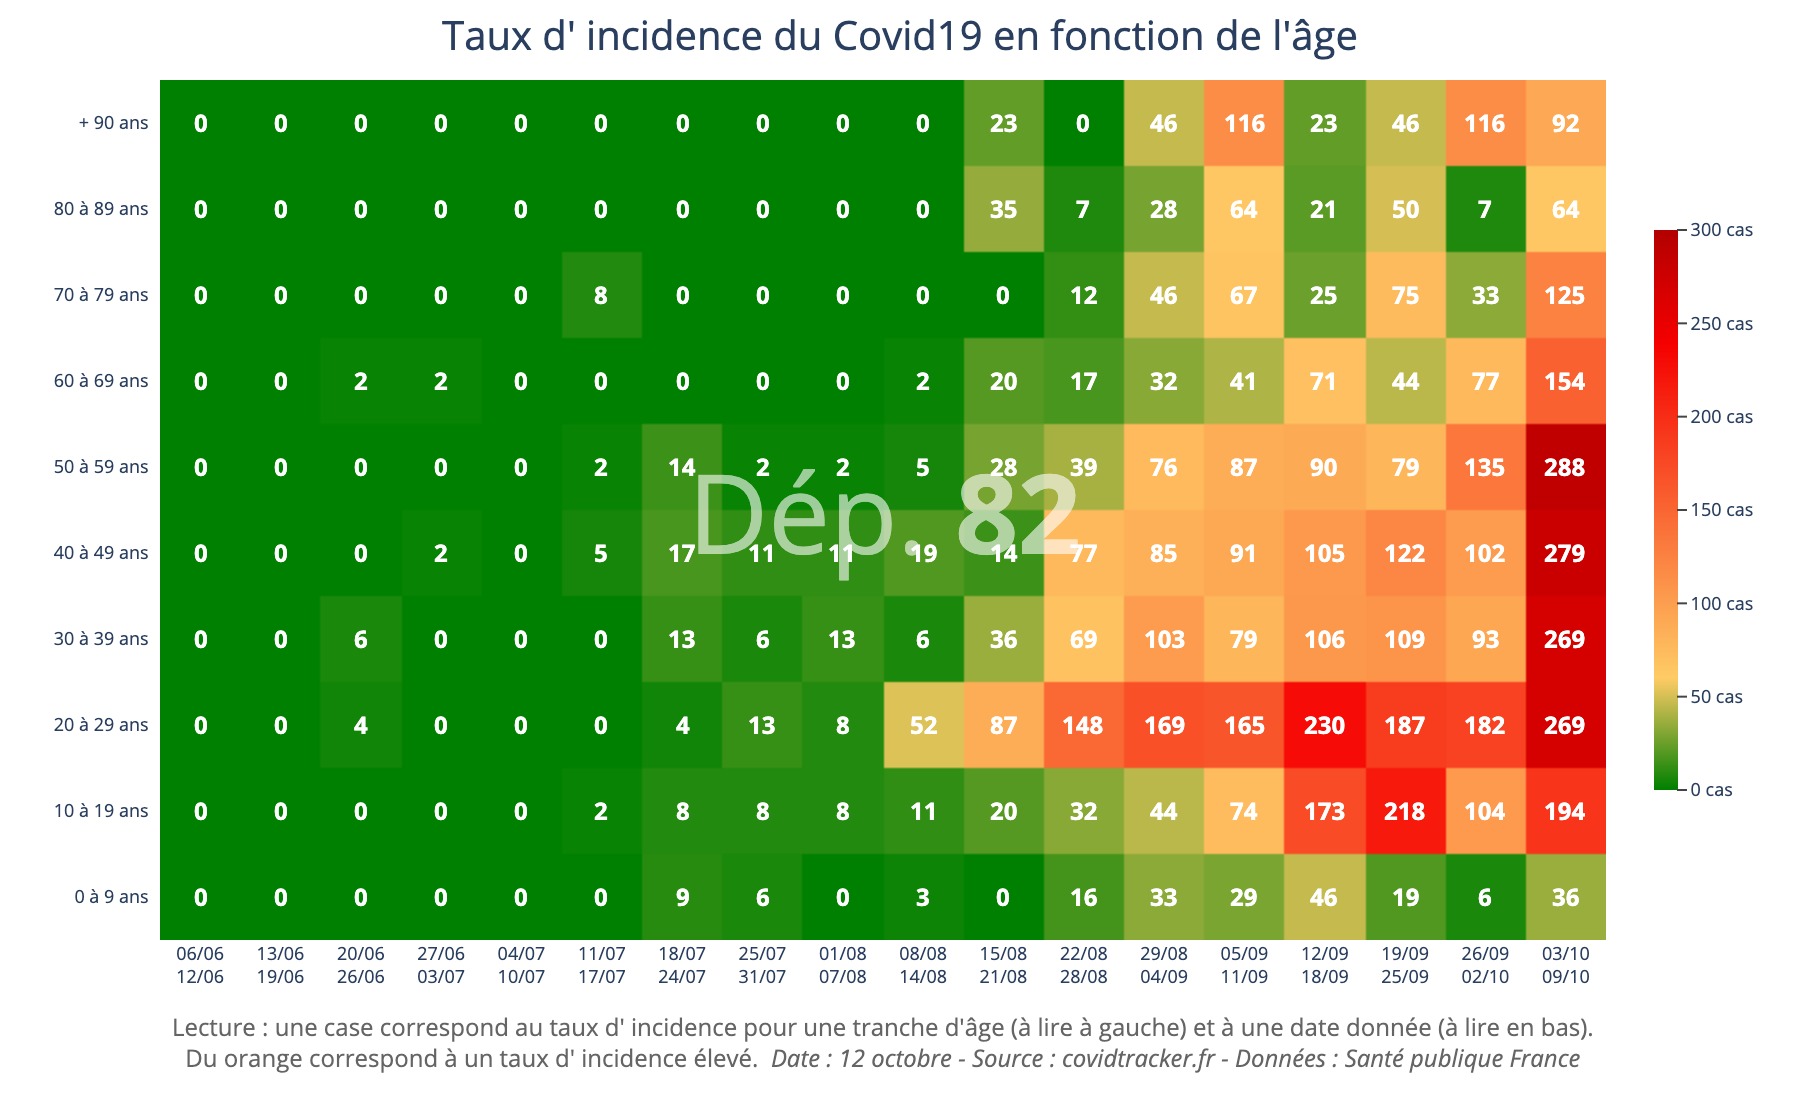 Taux d' incidence du Covid19 en fonction de l'âge
+ 90 ans 0 0 0 0 0 0 0 0 0 0 23 0 46 116 23 46 116 92
80 à 89 ans 0 0 0 0 0 0 0 0 0 0 35 7 28 64 21 50 7 64
70 à 79 ans 0 0 0 0 0 8 0 0 0 0 0 12 46 67 25 75 33 125
60 à 69 ans 0 0 2 2 0 0 0 0 0 2 20 17 32 41 71 44 77 154
50 à 59 ans 0 0 0 0 0 2 14 2 2 5 28 39 76 87 90 79 135 288
Dép. 82
40 à 49 ans 0 0 0 2 0 5 17 11 11 19 14 77 85 91 105 122 102 279
30 à 39 ans 0 0 6 0 0 0 13 6 13 6 36 69 103 79 106 109 93 269
20 à 29 ans 0 0 4 0 0 0 4 13 8 52 87 148 169 165 230 187 182 269
10 à 19 ans 0 0 0 0 0 2 8 8 8 11 20 32 44 74 173 218 104 194
0 à 9 ans 0 0 0 0 0 0 9 6 0 3 0 16 33 29 46 19 6 36
06/06 13/06 20/06 27/06 04/07 11/07 18/07 25/07 01/08 08/08 15/08 22/08 29/08 05/09 12/09 19/09 26/09 03/10
12/06 19/06 26/06 03/07 10/07 17/07 24/07 31/07 07/08 14/08 21/08 28/08 04/09 11/09 18/09 25/09 02/10 09/10
300 cas
250 cas
200 cas
150 cas
100 cas
50 cas
0 cas
Lecture : une case correspond au taux d' incidence pour une tranche d'âge (à lire à gauche) et à une date donnée (à lire en bas).
Du orange correspond à un taux d' incidence élevé. Date : 12 octobre - Source : covidtracker.fr - Données : Santé publique France